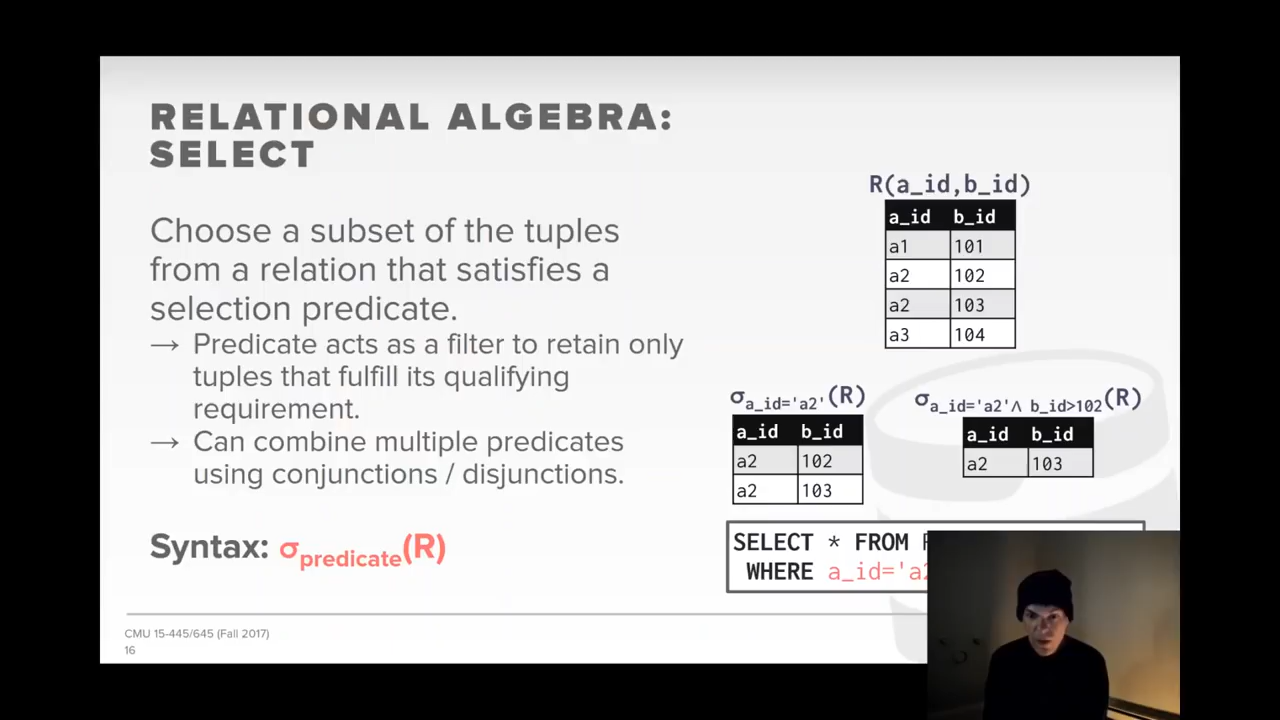 RELATIONAL ALGEBRA:
SELECT
Choose a subset of the tuples
from a relation that satisfies a
selection predicate.
→ Predicate acts as a filter to retain only
tuples that fulfill its qualifying
requirement.
→ Can combine multiple predicates
using conjunctions / disjunctions.
Syntax: σpredicate(R)
R(a_id,b_id)
a_id b_id
a1 101
a2 102
a2 103
a3 104
σa_id='a2'(R)
a_id b_id
a2 102
a2 103
σa_id='a2'∧ b_id>102(R)
a_id b_id
a2 103
SELECT * FROM
WHERE a_id='a2
CMU 15-445/645 (Fall 2017)
16